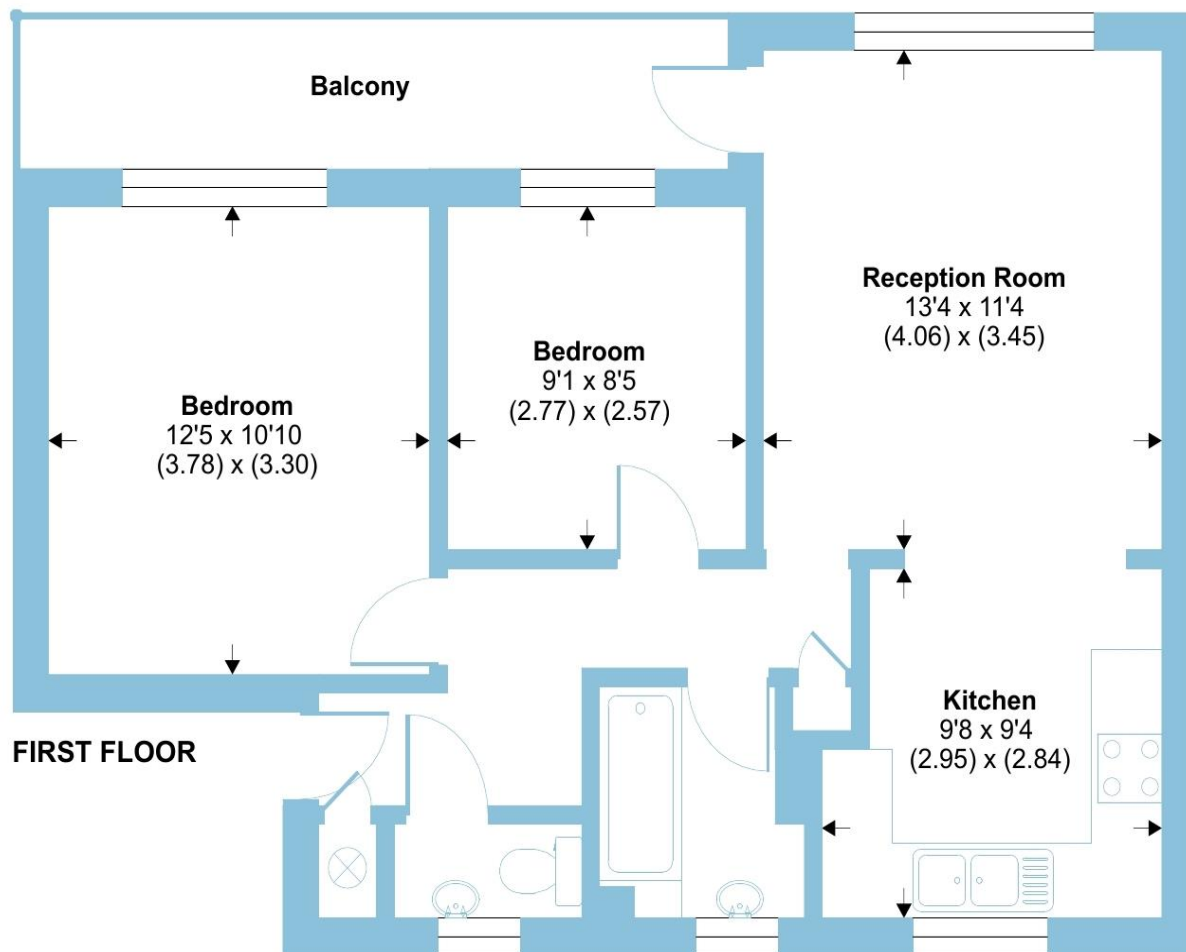 Balcony
Reception Room
13'4 x 11'4
(4.06) x (3.45)
Bedroom
9'1 x 8'5
(2.77) x (2.57)
Bedroom
12'5 x 10'10
(3.78) x (3.30)
Kitchen
9'8 x 9'4
(2.95) x (2.84)
FIRST FLOOR